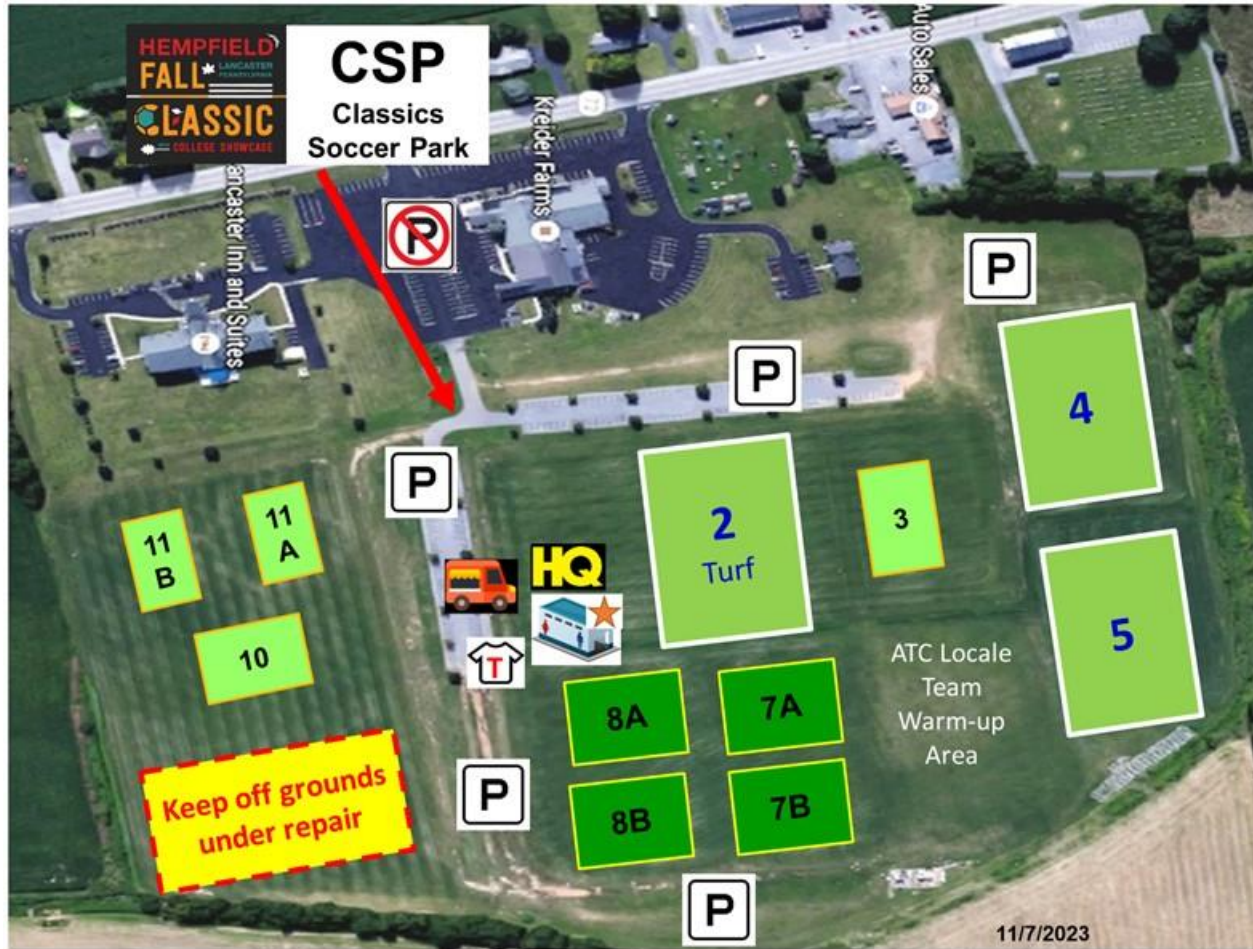 HEMPFIELD
FALL LANCASTER
PENNSYLVANIA
CLASSIC
COLLEGE SHOWCASE
CSP
Classics
Soccer Park
Auto Sales
77
Kreider Farms
Lancaster Inn and Suites
P
P
P
P
4
2
Turf
3
11
A
11
B
HQ
10
T
5
ATC Locale
Team
Warm-up
Area
8A
7A
8B
7B
Keep off grounds
under repair
P
P
11/7/2023